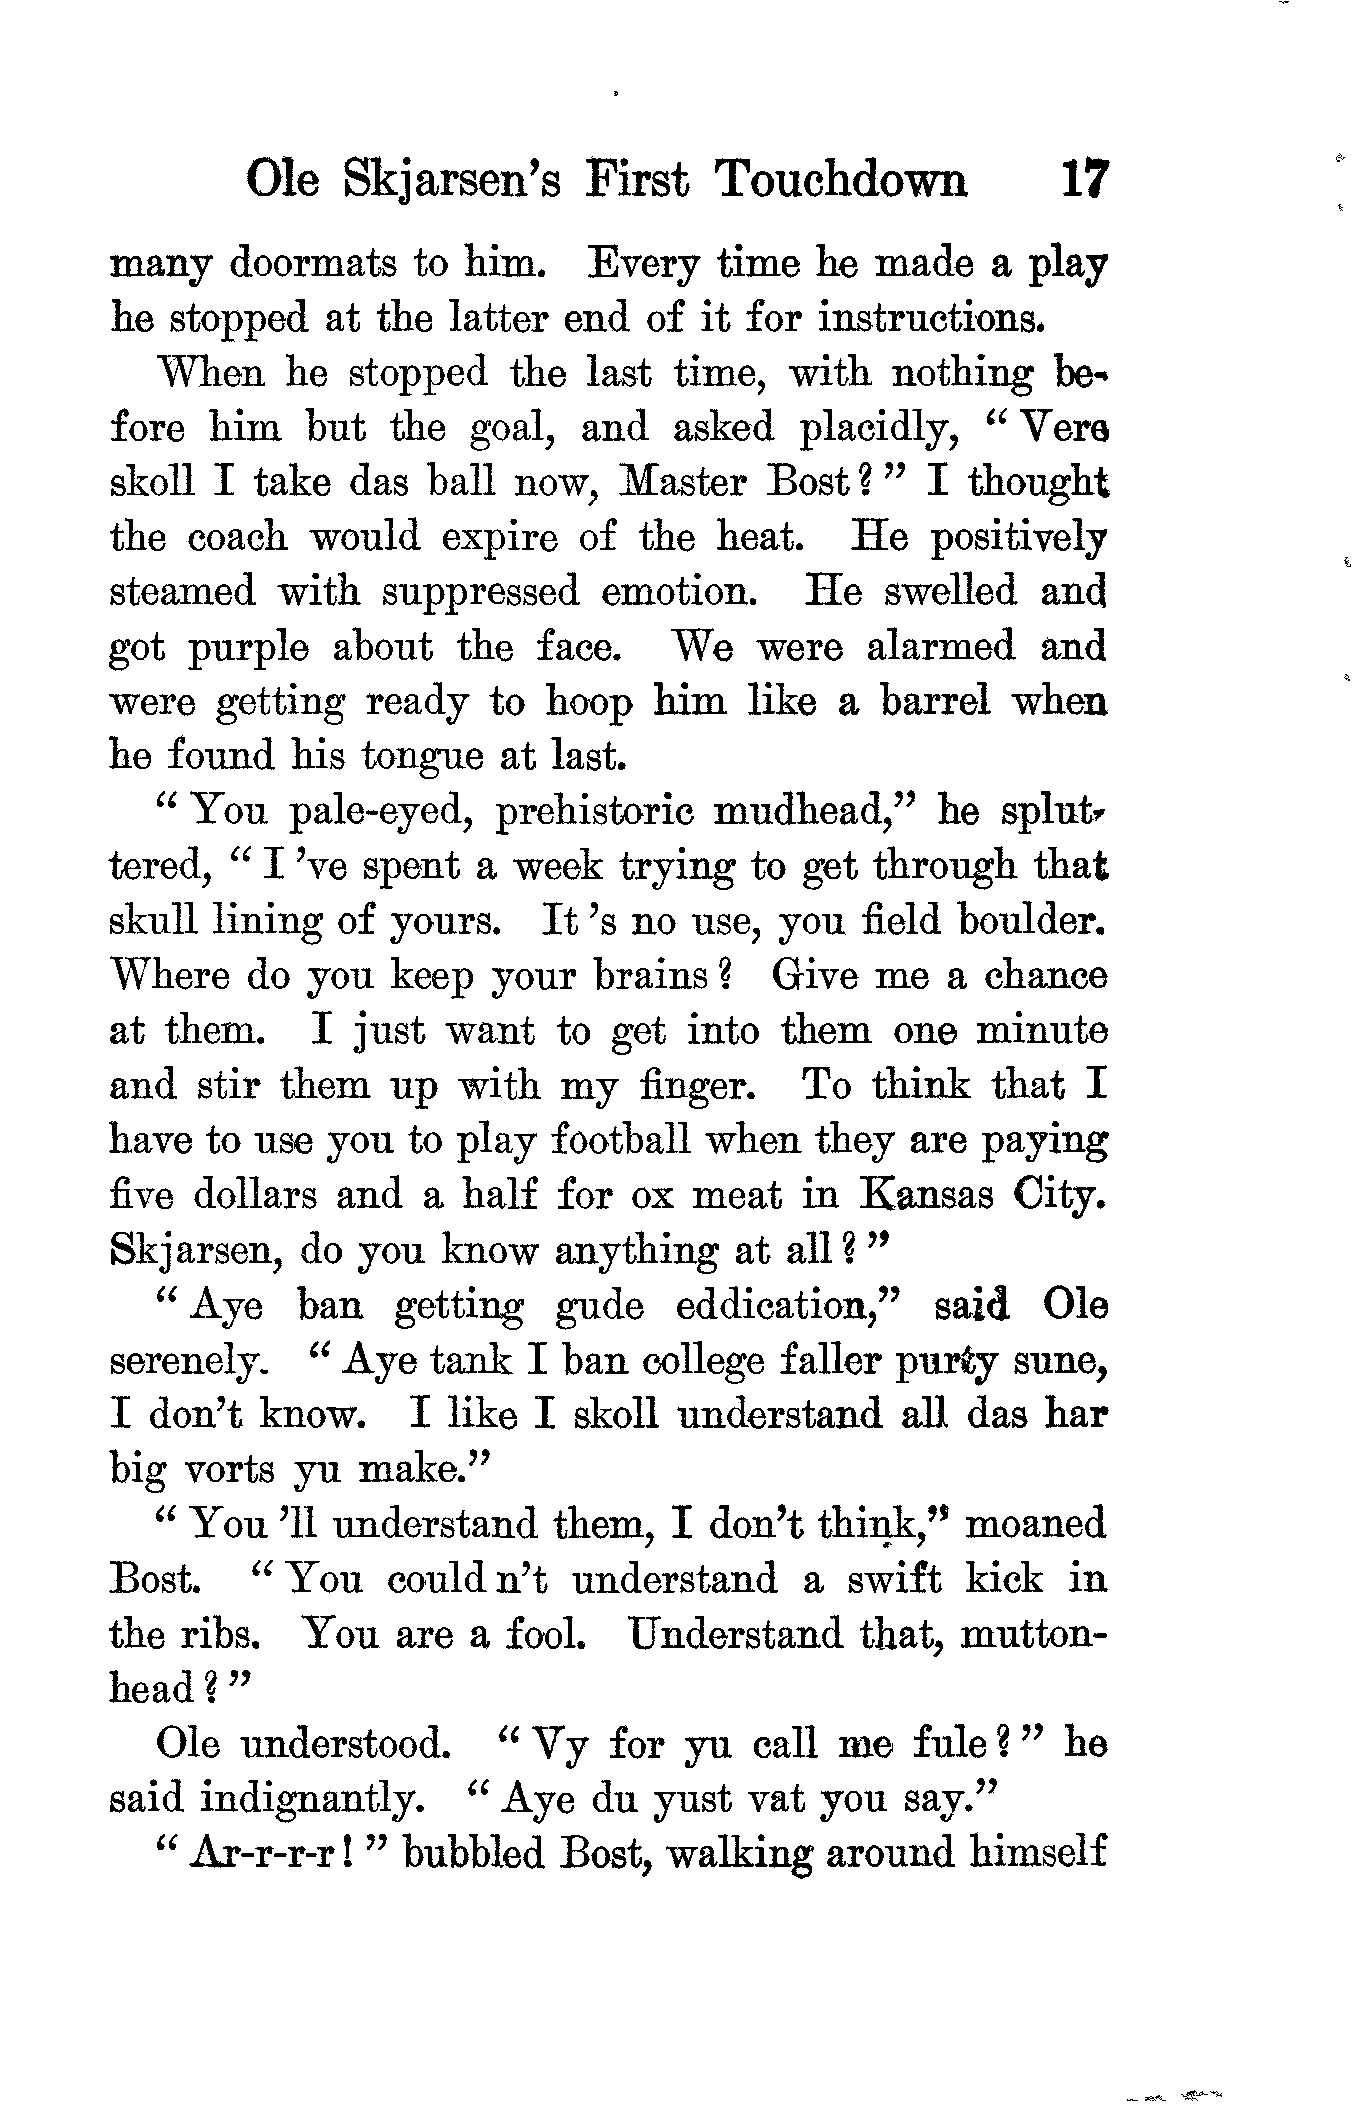 Ole Skjarsen's First Touchdown 17
many doormats to him. Every time he made a play
he stopped at the latter end of it for instructions.
When he stopped the last time, with nothing be-
fore him but the goal, and asked placidly, “ Vere
skoll I take das ball now, Master Bost ? ” I thought
the coach would expire of the heat. He positively
steamed with suppressed emotion. He swelled and
got purple about the face. We were alarmed and
were getting ready to hoop him like a barrel when
he found his tongue at last.
“ You pale-eyed, prehistoric mudhead,” he splut-
tered, “ I 've spent a week trying to get through that
skull lining of yours. It 's no use, you field boulder.
Where do you keep your brains ? Give me a chance
at them. I just want to get into them one minute
and stir them up with my finger. To think that I
have to use you to play football when they are paying
five dollars and a half for ox meat in Kansas City.
Skjarsen, do you know anything at all ? ”
“ Aye ban getting gude eddication,” said Ole
serenely. “ Aye tank I ban college faller purty sune,
I don't know. I like I skoll understand all das har
big vorts yu make.”
“ You 'll understand them, I don't think,” moaned
Bost. “ You could n't understand a swift kick in
the ribs. You are a fool. Understand that, mutton-
head ? ”
Ole understood. “ Vy for yu call me fule ? ” he
said indignantly. “ Aye du yust vat you say.”
“ Ar-r-r-r ! ” bubbled Bost, walking around himself